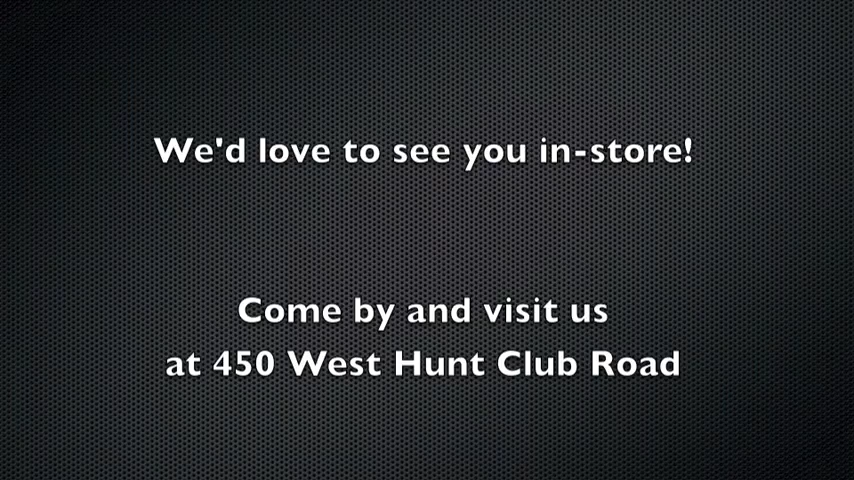 We'd love to see you in-store!
Come by and visit us
at 450 West Hunt Club Road